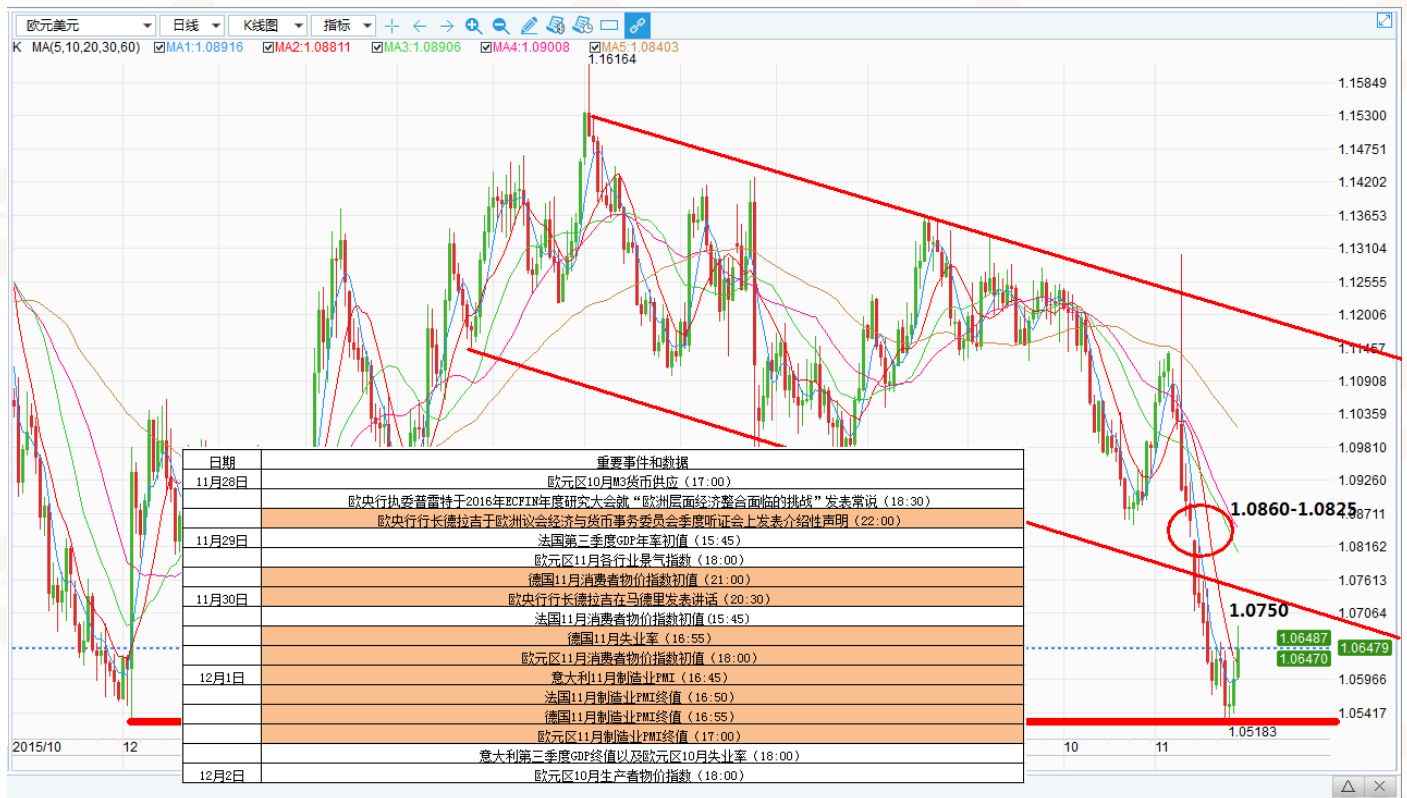 欧元美元 日线 K线图 指标
K MA(5,10,20,30,60) MA1:1.08916 MA2:1.08811 MA3:1.08906 MA4:1.09008 MA5:1.08403
1.16164
1.15849
1.15300
1.14751
1.14202
1.13653
1.13104
1.12555
1.12006
1.11457
1.10908
1.10359
1.09810
1.09260
1.08711
1.08162
1.07613
1.07064
1.06479
1.05966
1.05417
1.0860-1.0825
1.0750
1.06487
1.06470
1.05183
日期 重要事件和数据
11月28日 欧元区10月M3货币供应（17:00）
欧央行执委普雷特于2016年ECFIN年度研究大会就“欧洲层面经济整合面临的挑战”发表常说（18:30）
欧央行行长德拉吉于欧洲议会经济与货币事务委员会季度听证会上发表介绍性声明（22:00）
11月29日 法国第三季度GDP年率初值（15:45）
欧元区11月各行业景气指数（18:00）
德国11月消费者物价指数初值（21:00）
11月30日 欧央行行长德拉吉在马德里发表讲话（20:30）
法国11月消费者物价指数初值(15:45)
德国11月失业率（16:55）
欧元区11月消费者物价指数初值（18:00）
12月1日 意大利11月制造业PMI（16:45）
法国11月制造业PMI终值（16:50）
德国11月制造业PMI终值（16:55）
欧元区11月制造业PMI终值（17:00）
意大利第三季度GDP终值以及欧元区10月失业率（18:00）
12月2日 欧元区10月生产者物价指数（18:00）
2015/10 12 10 11